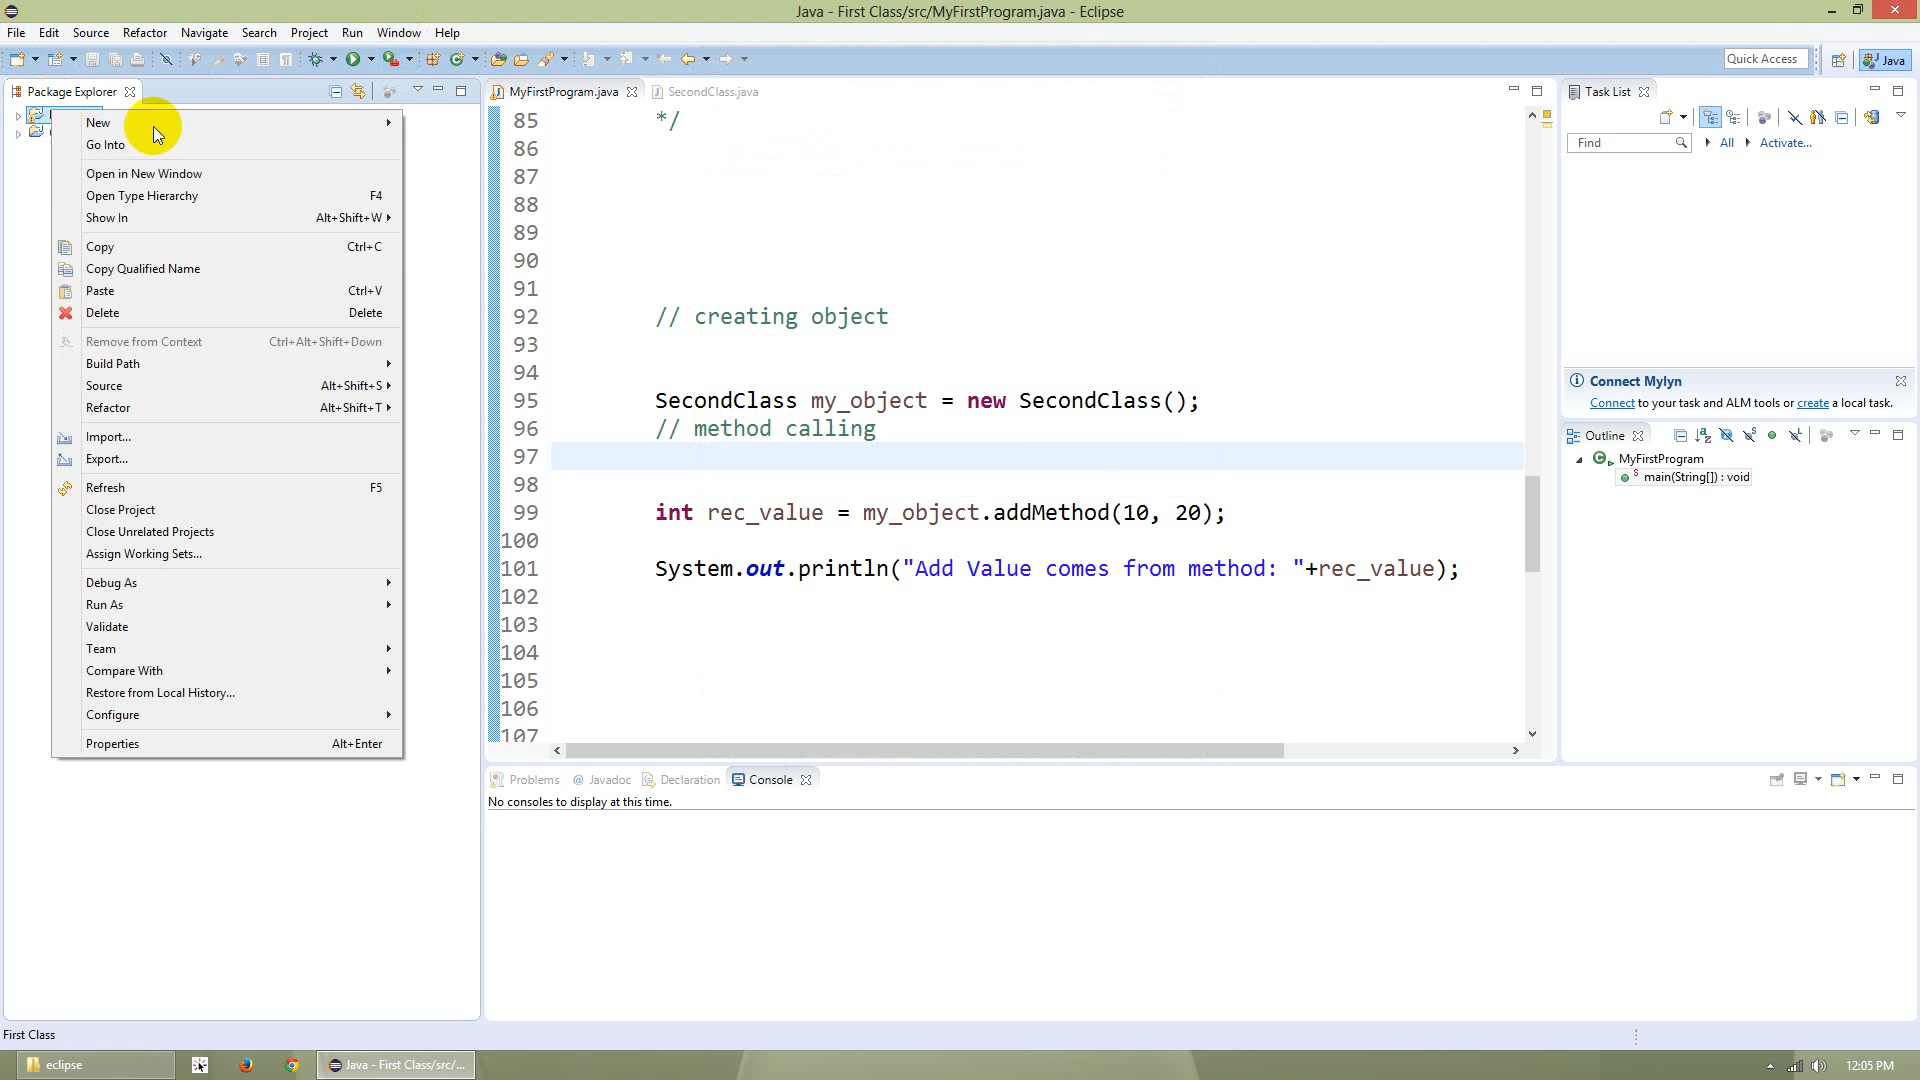 Java - First Class/src/MyFirstProgram.java - Eclipse
File Edit Source Refactor Navigate Search Project Run Window Help
Quick Access
Java
Package Explorer
New
Go Into
Open in New Window
Open Type Hierarchy F4
Show In Alt+Shift+W
Copy Ctrl+C
Copy Qualified Name
Paste Ctrl+V
Delete Delete
Remove from Context Ctrl+Alt+Shift+Down
Build Path
Source Alt+Shift+S
Refactor Alt+Shift+T
Import...
Export...
Refresh F5
Close Project
Close Unrelated Projects
Assign Working Sets...
Debug As
Run As
Validate
Team
Compare With
Restore from Local History...
Configure
Properties Alt+Enter
MyFirstProgram.java SecondClass.java
85 */
86
87
88
89
90
91
92 // creating object
93
94
95 SecondClass my_object = new SecondClass();
96 // method calling
97
98
99 int rec_value = my_object.addMethod(10, 20);
100
101 System.out.println("Add Value comes from method: "+rec_value);
102
103
104
105
106
107
Task List
Find All Activate...
Connect Mylyn
Connect to your task and ALM tools or create a local task.
Outline
MyFirstProgram
main(String[]) : void
Problems @ Javadoc Declaration Console
No consoles to display at this time.
First Class
eclipse
Java - First Class/src/...
12:05 PM